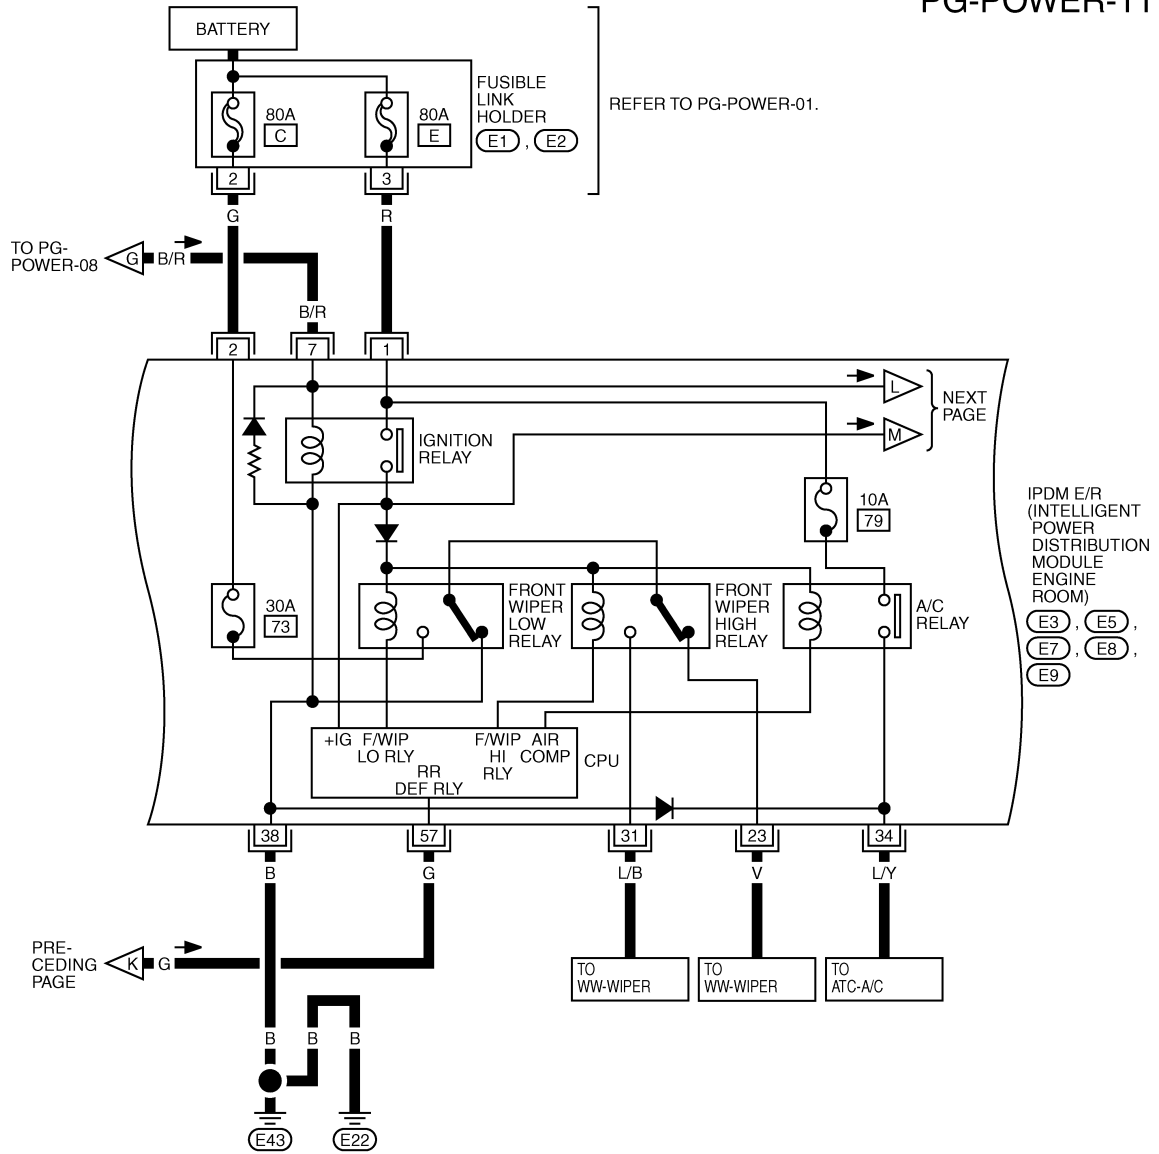 PG-POWER-11
BATTERY
FUSIBLE
LINK
HOLDER
E1 , E2
80A
C
80A
E
REFER TO PG-POWER-01.
2
3
G
R
TO PG-
POWER-08
G
B/R
B/R
2
7
1
L
M
NEXT
PAGE
IGNITION
RELAY
10A
79
IPDM E/R
(INTELLIGENT
POWER
DISTRIBUTION
MODULE
ENGINE
ROOM)
E3 , E5 ,
E7 , E8 ,
E9
30A
73
FRONT
WIPER
LOW
RELAY
FRONT
WIPER
HIGH
RELAY
A/C
RELAY
+IG
F/WIP
LO RLY
F/WIP
HI
RLY
AIR
COMP
RR
DEF RLY
CPU
38
57
31
23
34
B
G
L/B
V
L/Y
PRE-
CEDING
PAGE
K
G
TO
WW-WIPER
TO
WW-WIPER
TO
ATC-A/C
B
B
B
E43
E22